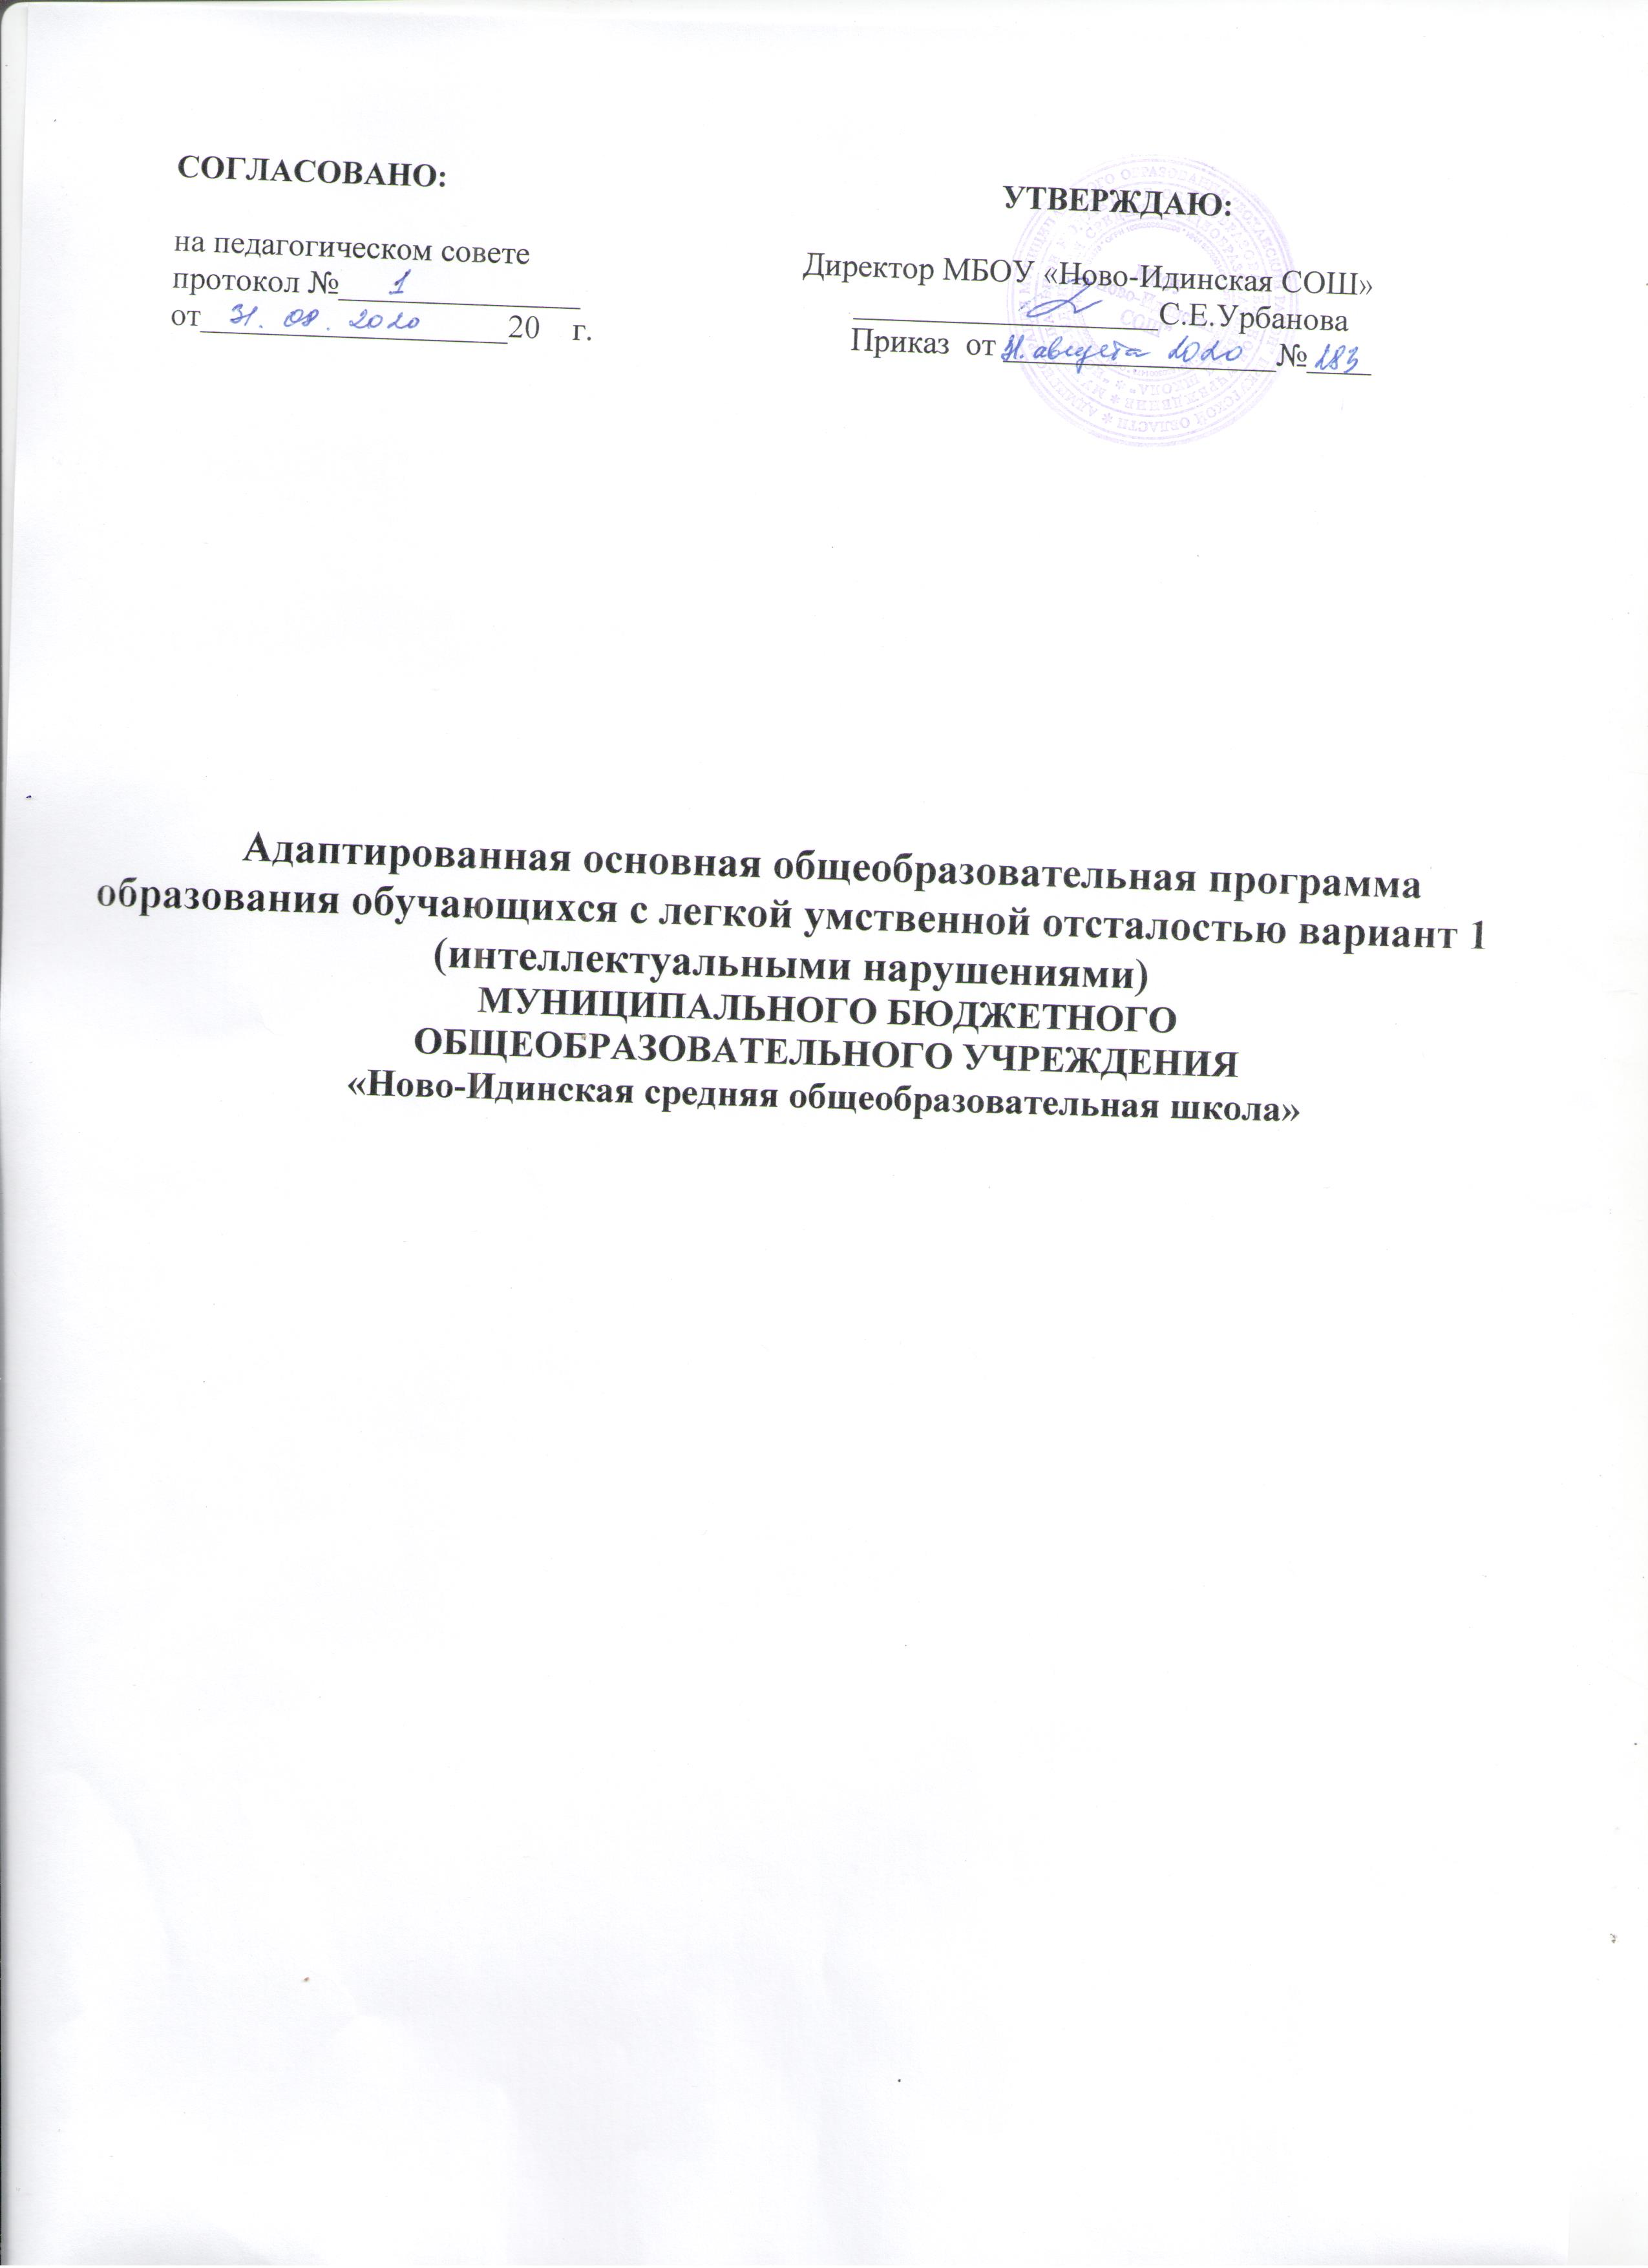 СОГЛАСОВАНО:
на педагогическом совете
протокол № 1
от 31. 08. 2020 20 г.
УТВЕРЖДАЮ:
Директор МБОУ «Ново-Идинская СОШ»
С.Е.Урбанова
Приказ от 31. августа 2020 № 283
Адаптированная основная общеобразовательная программа
образования обучающихся с легкой умственной отсталостью вариант 1
(интеллектуальными нарушениями)
МУНИЦИПАЛЬНОГО БЮДЖЕТНОГО
ОБЩЕОБРАЗОВАТЕЛЬНОГО УЧРЕЖДЕНИЯ
«Ново-Идинская средняя общеобразовательная школа»